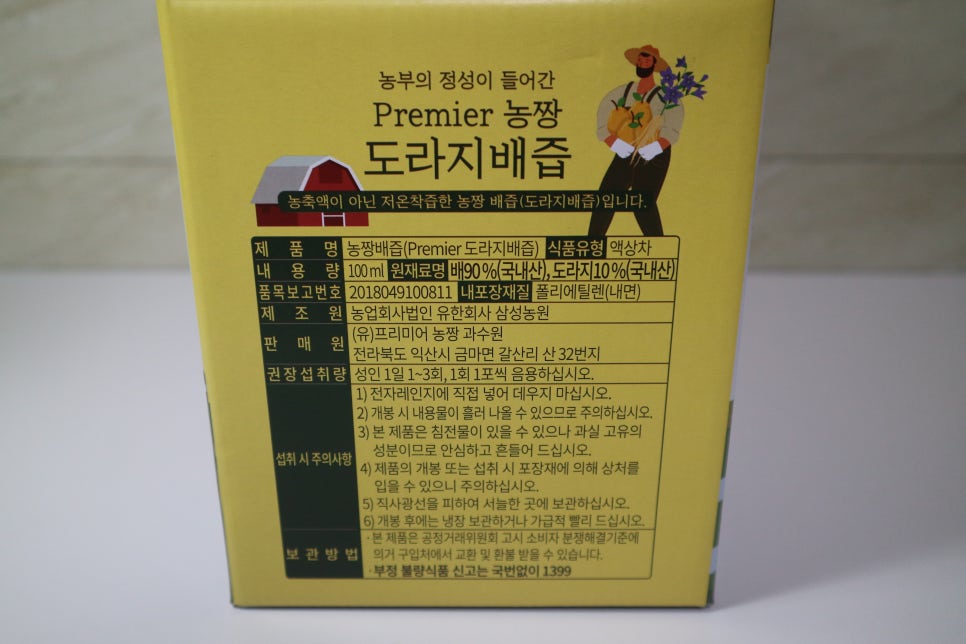 농부의 정성이 들어간
Premier 농짱
도라지배즙
농축액이 아닌 저온착즙한 농짱 배즙(도라지배즙)입니다.
제 품 명 농짱배즙(Premier 도라지배즙) 식품유형 액상차
내 용 량 100ml 원재료명 배90%(국내산), 도라지10%(국내산)
품목보고번호 2018049100811 내포장재질 폴리에틸렌(내면)
제 조 원 농업회사법인 유한회사 삼성농원
판 매 원 (유)프리미어 농짱 과수원
전라북도 익산시 금마면 갈산리 산 32번지
권장섭취량 성인 1일 1~3회, 1회 1포씩 음용하십시오.
섭취 시 주의사항 1) 전자레인지에 직접 넣어 데우지 마십시오.
2) 개봉 시 내용물이 흘러 나올 수 있으므로 주의하십시오.
3) 본 제품은 침전물이 있을 수 있으나 과실 고유의
성분이므로 안심하고 흔들어 드십시오.
4) 제품의 개봉 또는 섭취 시 포장재에 의해 상처를
입을 수 있으니 주의하십시오.
5) 직사광선을 피하여 서늘한 곳에 보관하십시오.
6) 개봉 후에는 냉장 보관하거나 가급적 빨리 드십시오.
보 관 방 법 · 본 제품은 공정거래위원회 고시 소비자 분쟁해결기준에
의거 구입처에서 교환 및 환불 받을 수 있습니다.
· 부정 불량식품 신고는 국번없이 1399